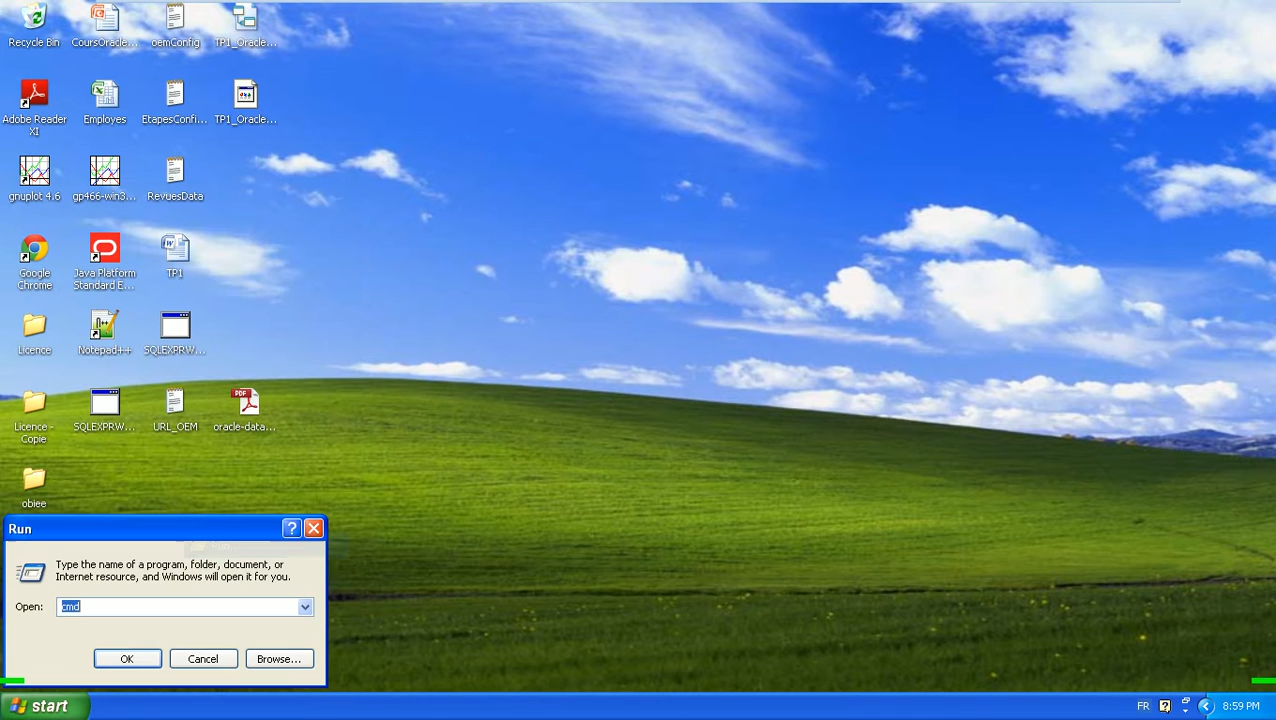 Recycle Bin
CoursOracle...
oemConfig
TP1_Oracle...
Adobe Reader
XI
Employes
EtapesConfi...
TP1_Oracle...
gnuplot 4.6
gp466-win3...
RevuesData
Google
Chrome
Java Platform
Standard E...
TP1
Licence
Notepad++
SQLEXPRW...
Licence -
Copie
SQLEXPRW...
URL_OEM
PDF
oracle-data...
obiee
Run
Type the name of a program, folder, document, or
Internet resource, and Windows will open it for you.
Open:
cmd
OK
Cancel
Browse...
start
FR
8:59 PM